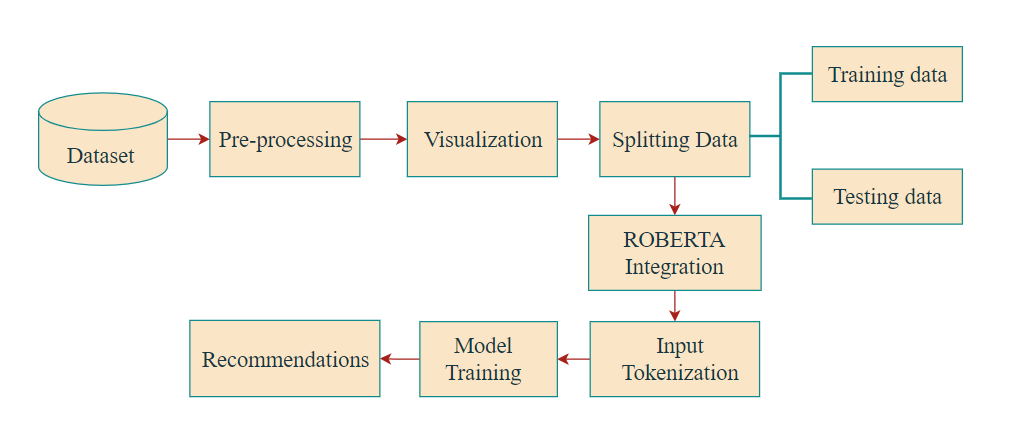 Dataset
Pre-processing
Visualization
Splitting Data
Training data
Testing data
ROBERTA
Integration
Input
Tokenization
Model
Training
Recommendations